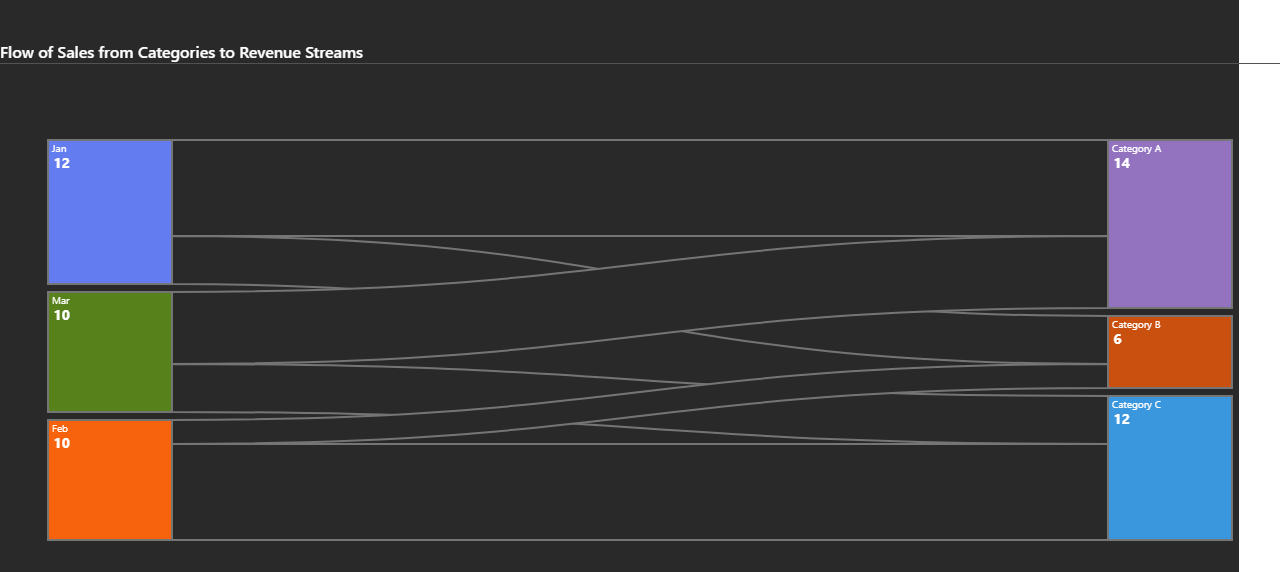 Flow of Sales from Categories to Revenue Streams
Jan
12
Mar
10
Feb
10
Category A
14
Category B
6
Category C
12